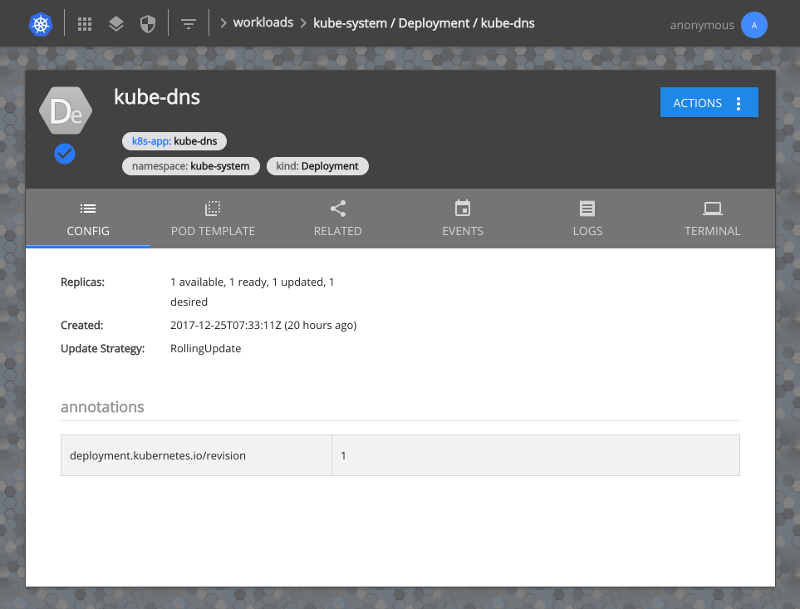 workloads
kube-system / Deployment / kube-dns
anonymous
A
De
kube-dns
ACTIONS
k8s-app: kube-dns
namespace: kube-system
kind: Deployment
CONFIG
POD TEMPLATE
RELATED
EVENTS
LOGS
TERMINAL
Replicas: 1 available, 1 ready, 1 updated, 1
desired
Created: 2017-12-25T07:33:11Z (20 hours ago)
Update Strategy: RollingUpdate
annotations
deployment.kubernetes.io/revision 1